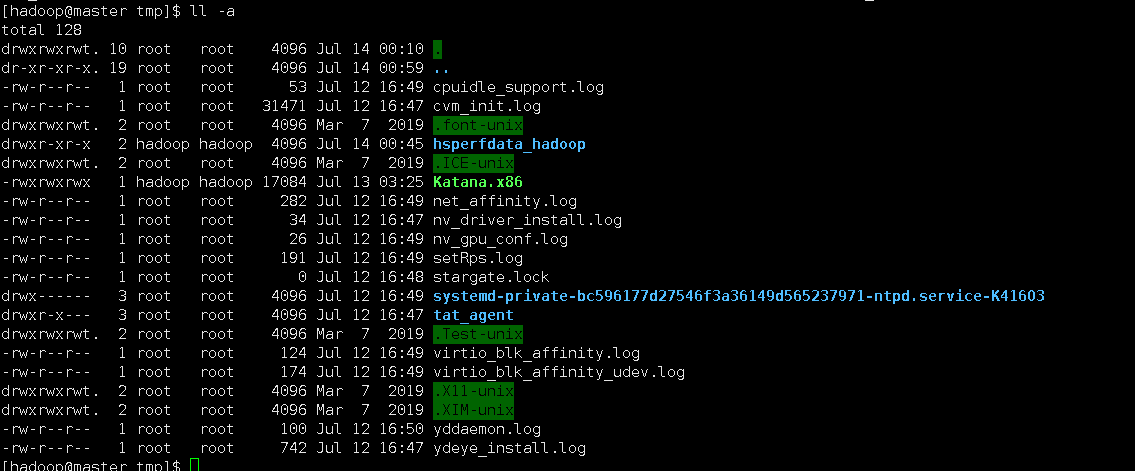 [hadoop@master tmp]$ ll -a
total 128
drwxrwxrwt. 10 root   root    4096 Jul 14 00:10 .
dr-xr-xr-x. 19 root   root    4096 Jul 14 00:59 ..
-rw-r--r--   1 root   root      53 Jul 12 16:49 cpuidle_support.log
-rw-r--r--   1 root   root   31471 Jul 12 16:47 cvm_init.log
drwxrwxrwt.  2 root   root    4096 Mar  7  2019 .font-unix
drwxr-xr-x   2 hadoop hadoop  4096 Jul 14 00:45 hsperfdata_hadoop
drwxrwxrwt.  2 root   root    4096 Mar  7  2019 .ICE-unix
-rwxrwxrwx   1 hadoop hadoop 17084 Jul 13 03:25 Katana.x86
-rw-r--r--   1 root   root     282 Jul 12 16:49 net_affinity.log
-rw-r--r--   1 root   root      34 Jul 12 16:47 nv_driver_install.log
-rw-r--r--   1 root   root      26 Jul 12 16:49 nv_gpu_conf.log
-rw-r--r--   1 root   root     191 Jul 12 16:49 setRps.log
-rw-r--r--   1 root   root       0 Jul 12 16:48 stargate.lock
drwx------   3 root   root    4096 Jul 12 16:49 systemd-private-bc596177d27546f3a36149d565237971-ntpd.service-K41603
drwxr-x---   3 root   root    4096 Jul 12 16:47 tat_agent
drwxrwxrwt.  2 root   root    4096 Mar  7  2019 .Test-unix
-rw-r--r--   1 root   root     124 Jul 12 16:49 virtio_blk_affinity.log
-rw-r--r--   1 root   root     174 Jul 12 16:49 virtio_blk_affinity_udev.log
drwxrwxrwt.  2 root   root    4096 Mar  7  2019 .X11-unix
drwxrwxrwt.  2 root   root    4096 Mar  7  2019 .XIM-unix
-rw-r--r--   1 root   root     100 Jul 12 16:50 yddaemon.log
-rw-r--r--   1 root   root     742 Jul 12 16:47 ydeye_install.log
[hadoop@master tmp]$